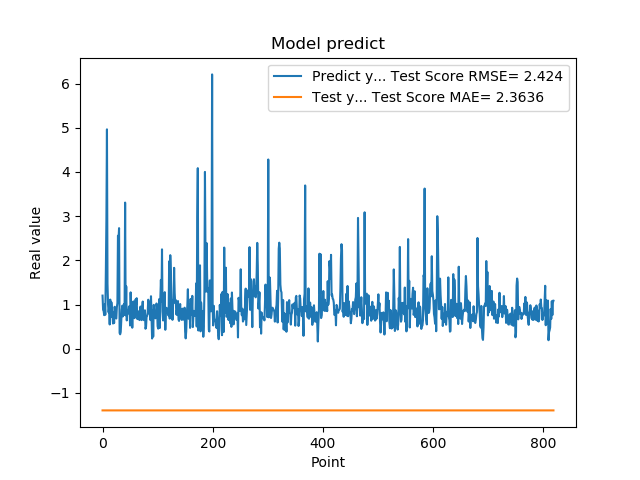 Model predict
Predict y... Test Score RMSE= 2.424
Test y... Test Score MAE= 2.3636
Real value
6
5
4
3
2
1
0
−1
0 200 400 600 800
Point